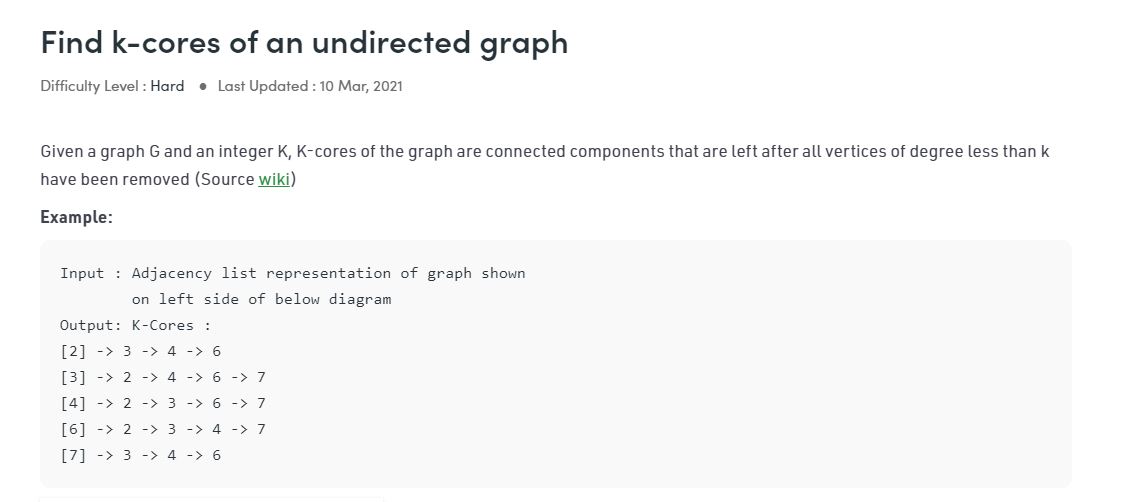 Find k-cores of an undirected graph
Difficulty Level : Hard ● Last Updated : 10 Mar, 2021
Given a graph G and an integer K, K-cores of the graph are connected components that are left after all vertices of degree less than k
have been removed (Source wiki)
Example:
Input : Adjacency list representation of graph shown
on left side of below diagram
Output: K-Cores :
[2] -> 3 -> 4 -> 6
[3] -> 2 -> 4 -> 6 -> 7
[4] -> 2 -> 3 -> 6 -> 7
[6] -> 2 -> 3 -> 4 -> 7
[7] -> 3 -> 4 -> 6